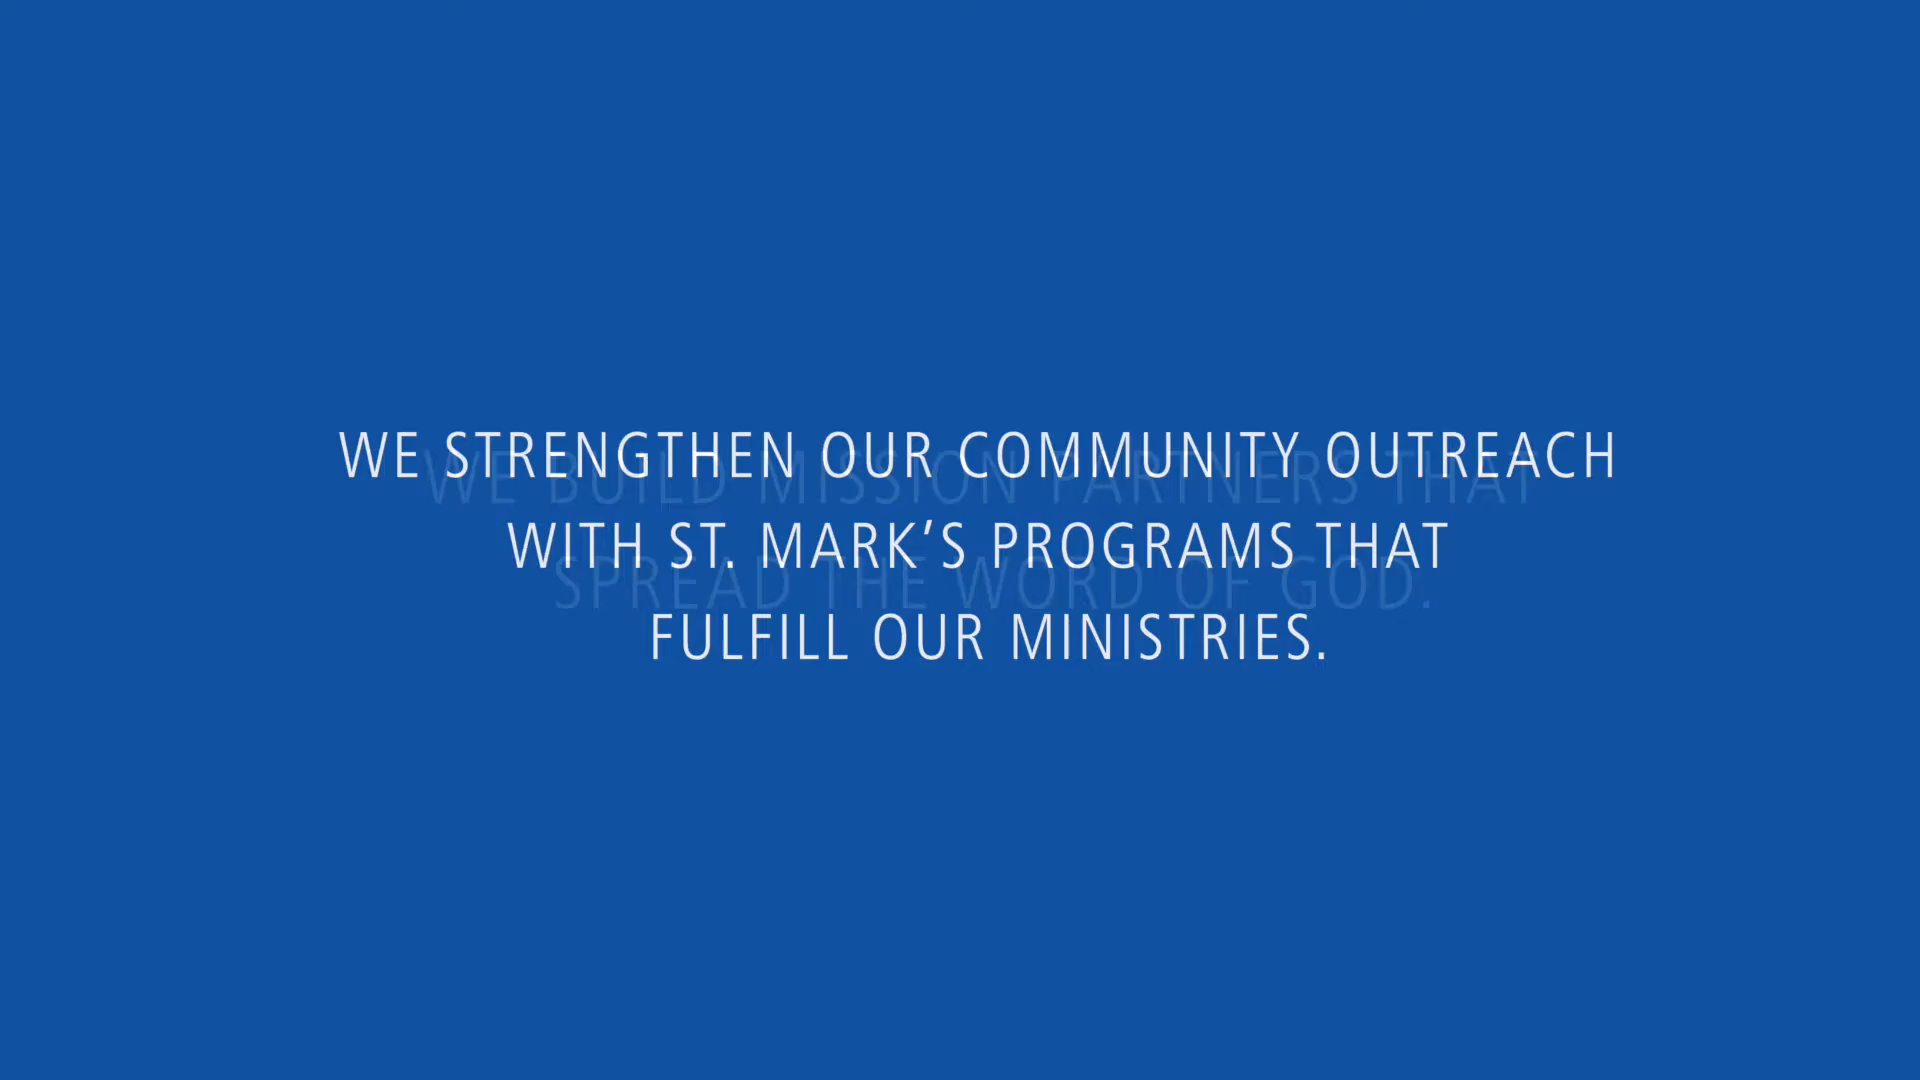 WE STRENGTHEN OUR COMMUNITY OUTREACH
WITH ST. MARK’S PROGRAMS THAT
FULFILL OUR MINISTRIES.
WE BUILD MISSION PARTNERS THAT
SPREAD THE WORD OF GOD.